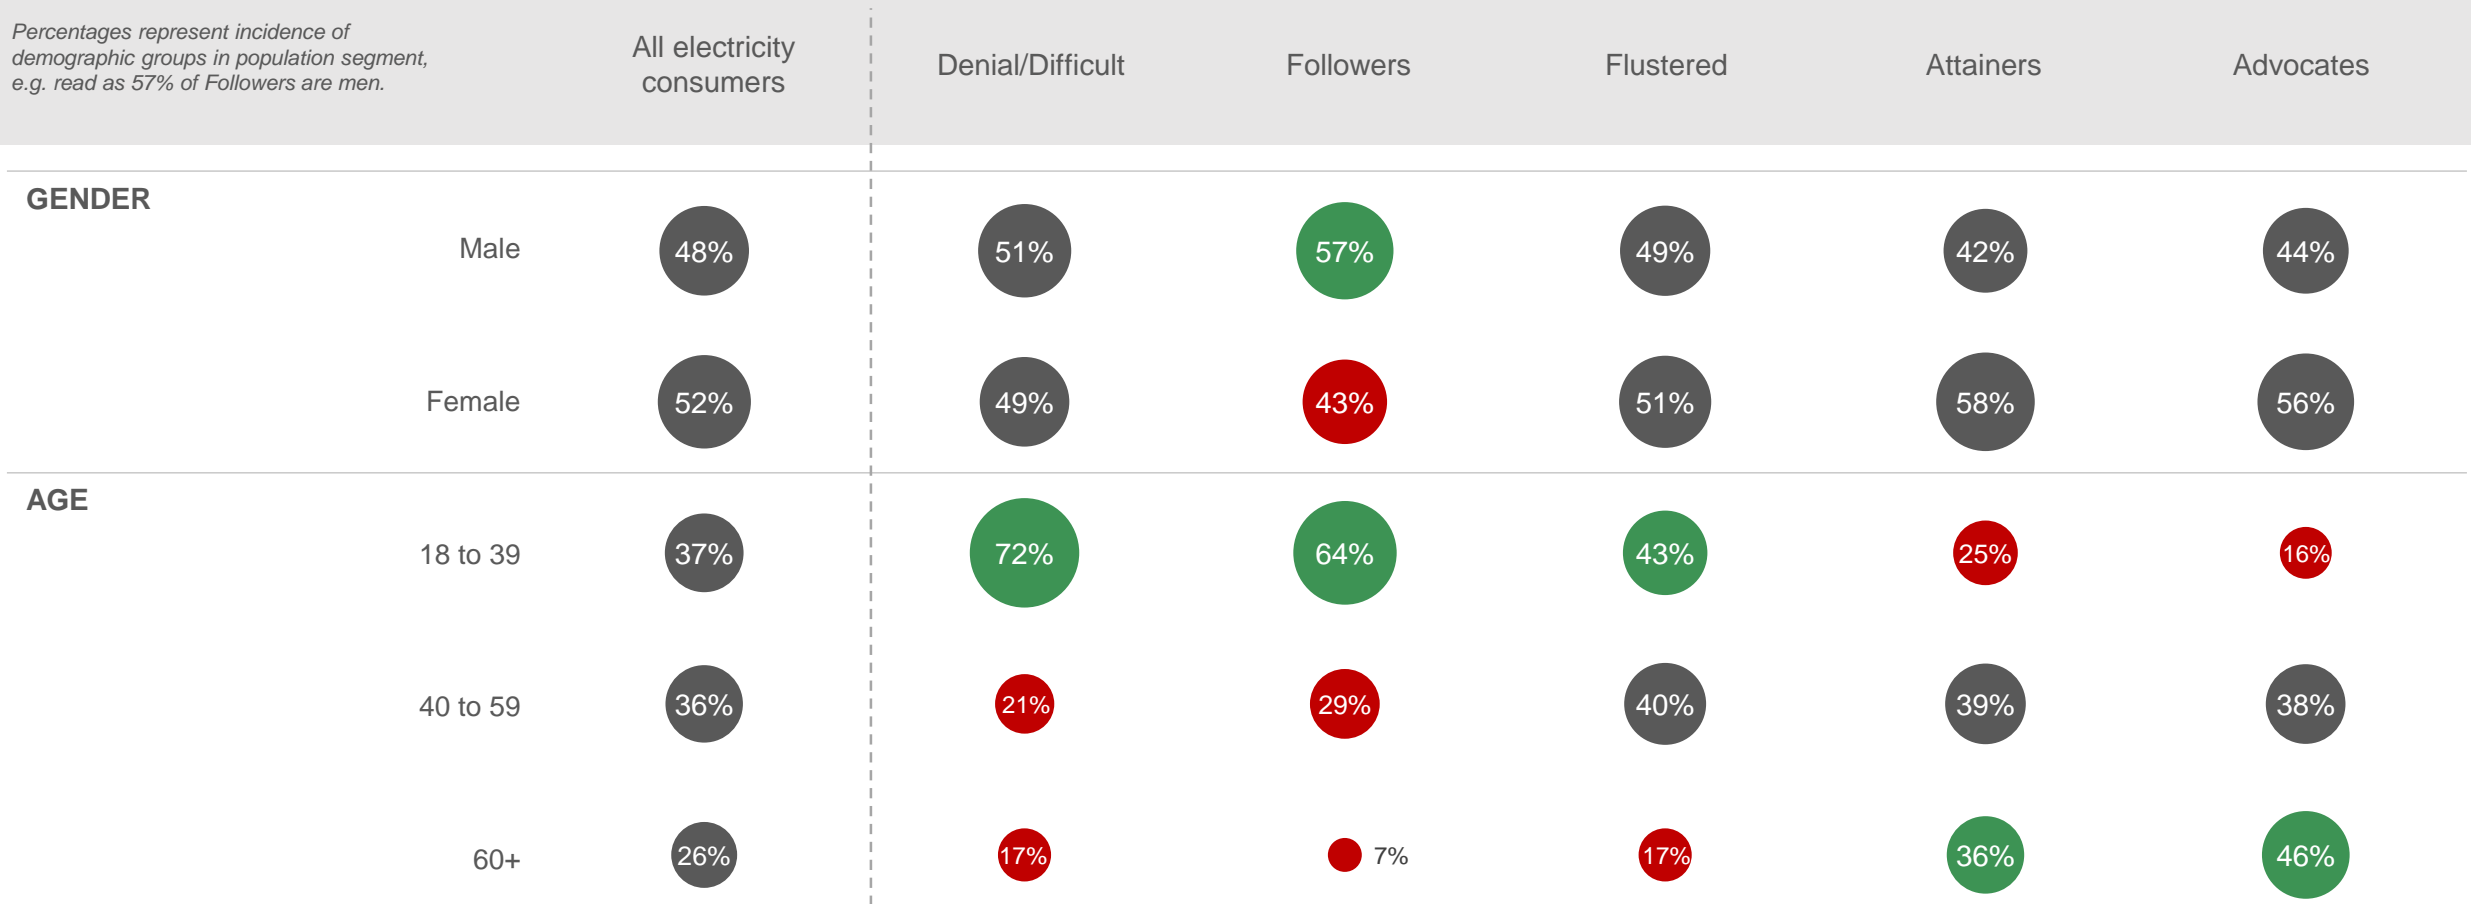 Percentages represent incidence of
demographic groups in population segment,
e.g. read as 57% of Followers are men.
All electricity
consumers
Denial/Difficult
Followers
Flustered
Attainers
Advocates
GENDER
Male 48% 51% 57% 49% 42% 44%
Female 52% 49% 43% 51% 58% 56%
AGE
18 to 39 37% 72% 64% 43% 25% 16%
40 to 59 36% 21% 29% 40% 39% 38%
60+ 26% 17% 7% 17% 36% 46%